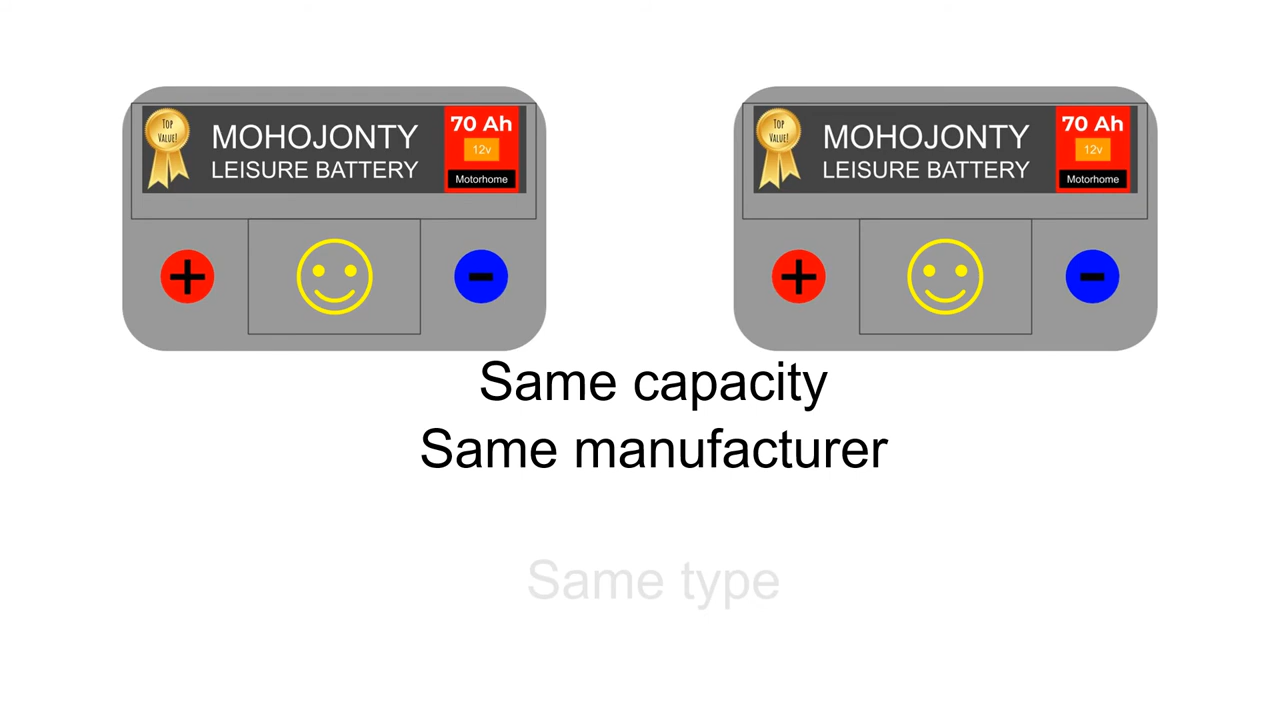 TOP
VALUE!
MOHOJONTY
LEISURE BATTERY
70 Ah
12v
Motorhome
+
-
TOP
VALUE!
MOHOJONTY
LEISURE BATTERY
70 Ah
12v
Motorhome
+
-
Same capacity
Same manufacturer
Same type